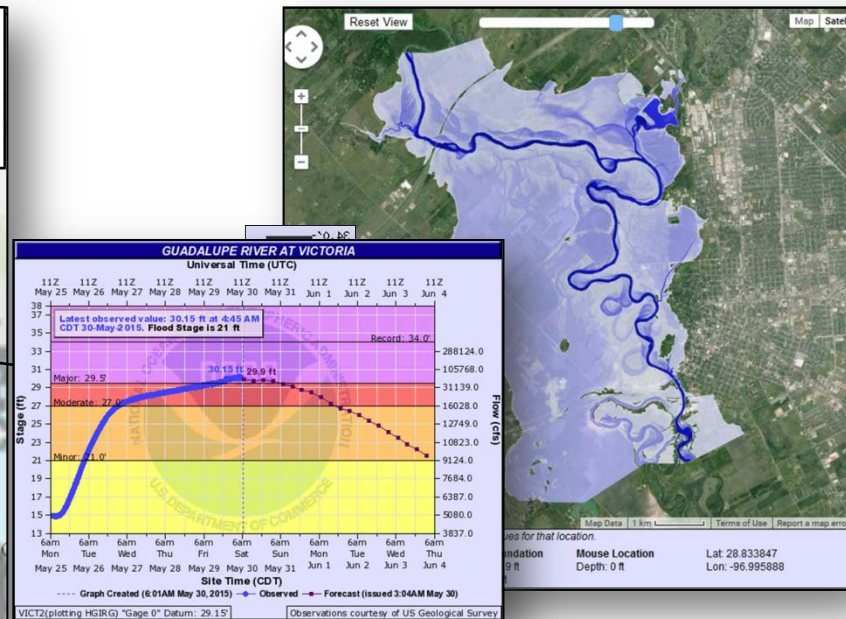 Reset View
Map Satel
34.0'
GUADALUPE RIVER AT VICTORIA
Universal Time (UTC)
11Z 11Z 11Z 11Z 11Z 11Z 11Z 11Z 11Z 11Z 11Z
May 25 May 26 May 27 May 28 May 29 May 30 May 31 Jun 1 Jun 2 Jun 3 Jun 4
Latest observed value: 30.15 ft at 4:45 AM
CDT 30-May-2015. Flood Stage is 21 ft
Record: 34.0'
30.15 ft
29.9 ft
Major: 29.5'
Moderate: 27.0'
Minor: 21.0'
Stage (ft)
38
37
35
33
31
29
27
25
23
21
19
17
15
13
Flow (cfs)
288124.0
105768.0
31139.0
16028.0
12749.0
10823.0
9124.0
7684.0
6387.0
5080.0
3837.0
U.S. DEPARTMENT OF COMMERCE
6am 6am 6am 6am 6am 6am 6am 6am 6am 6am 6am
Mon Tue Wed Thu Fri Sat Sun Mon Tue Wed Thu
May 25 May 26 May 27 May 28 May 29 May 30 May 31 Jun 1 Jun 2 Jun 3 Jun 4
Site Time (CDT)
Graph Created (6:01AM May 30, 2015) Observed Forecast (issued 3:04AM May 30)
VICT2(plotting HGIRG) "Gage 0" Datum: 29.15' Observations courtesy of US Geological Survey
Map Data 1 km Terms of Use Report a map erro
ues for that location.
ndation Mouse Location Lat: 28.833847
9 ft Depth: 0 ft Lon: -96.995888